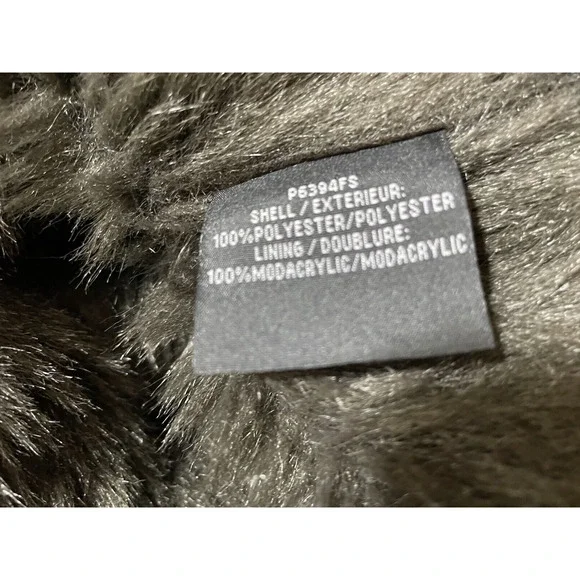 P6394FS
SHELL/EXTERIEUR:
100%POLYESTER/POLYESTER
LINING/DOUBLURE:
100%MODACRYLIC/MODACRYLIC